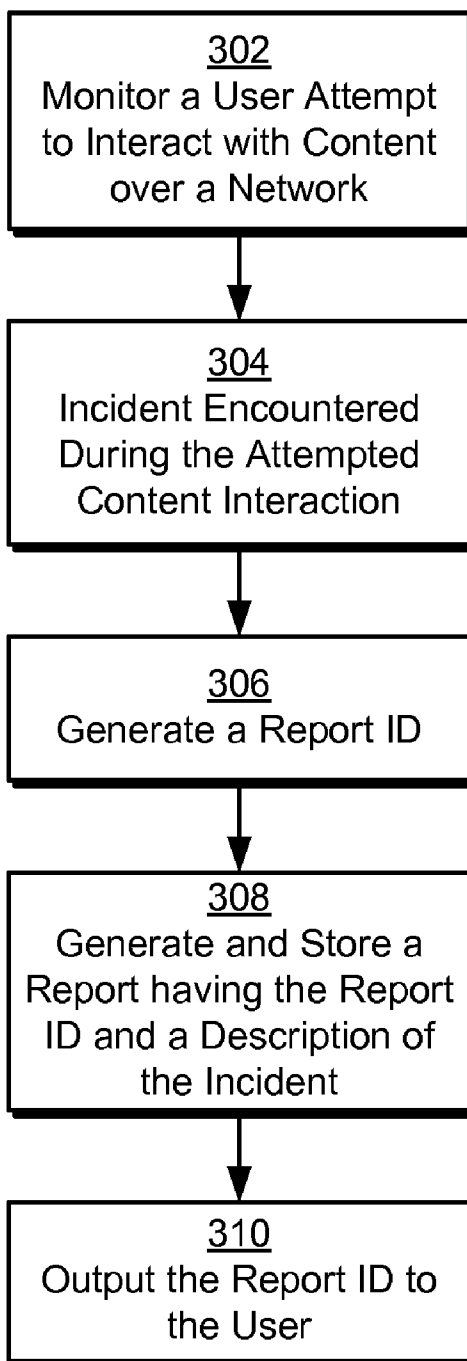 302
Monitor a User Attempt
to Interact with Content
over a Network
304
Incident Encountered
During the Attempted
Content Interaction
306
Generate a Report ID
308
Generate and Store a
Report having the Report
ID and a Description of
the Incident
310
Output the Report ID to
the User